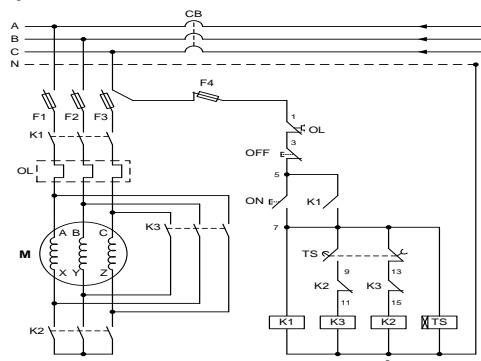 CB
A
B
C
N
F4
F1 F2 F3
1
OL
K1
3
OFF
OL
5
ON K1
A B C
K3
7
M
TS
X Y Z
9 13
K2 K3
11 15
K2
K1 K3 K2 TS